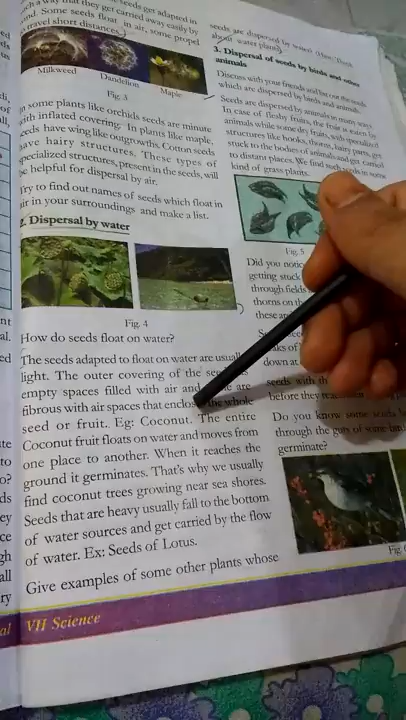 seeds get adapted in
a way that they get carried away easily by
Some seeds float in air, some propel
travel short distances.)
Milkweed
Dandelion
Maple
Fig. 3
some plants like orchids seeds are minute
with inflated covering. In plants like maple,
seeds have wing like outgrowths. Cotton seeds
have hairy structures. These types of
specialized structures, present in the seeds, will
be helpful for dispersal by air.
Try to find out names of seeds which float in
air in your surroundings and make a list.
Dispersal by water
Fig. 4
How do seeds float on water?
The seeds adapted to float on water are usually
light. The outer covering of the
empty spaces filled with air and are
fibrous with air spaces that enclose the whole
seed or fruit. Eg: Coconut. The entire
Coconut fruit floats on water and moves from
one place to another. When it reaches the
ground it germinates. That's why we usually
find coconut trees growing near sea shores.
Seeds that are heavy usually fall to the bottom
of water sources and get carried by the flow
of water. Ex: Seeds of Lotus.
Give examples of some other plants whose
VII Science
seeds are dispersed by water.
about water plants
3. Dispersal of seeds by birds and other
animals
Discuss with your friends and list out the seeds
which are dispersed by birds and animals.
Seeds are dispersed by animals in many ways.
In case of fleshy fruits, the fruit is eaten by
animals while some dry fruits, with specialized
structures like hooks, thorns, hairy parts, get
stuck to the bodies of animals and get carried
to distant places. We find such seeds in some
kind of grass plants.
Fig. 5
Did you notice
getting stuck
through fields
thorns on th
these a
down at
seeds with th
before they
Do you know some seeds
through the guts of some
germinate?
Fig